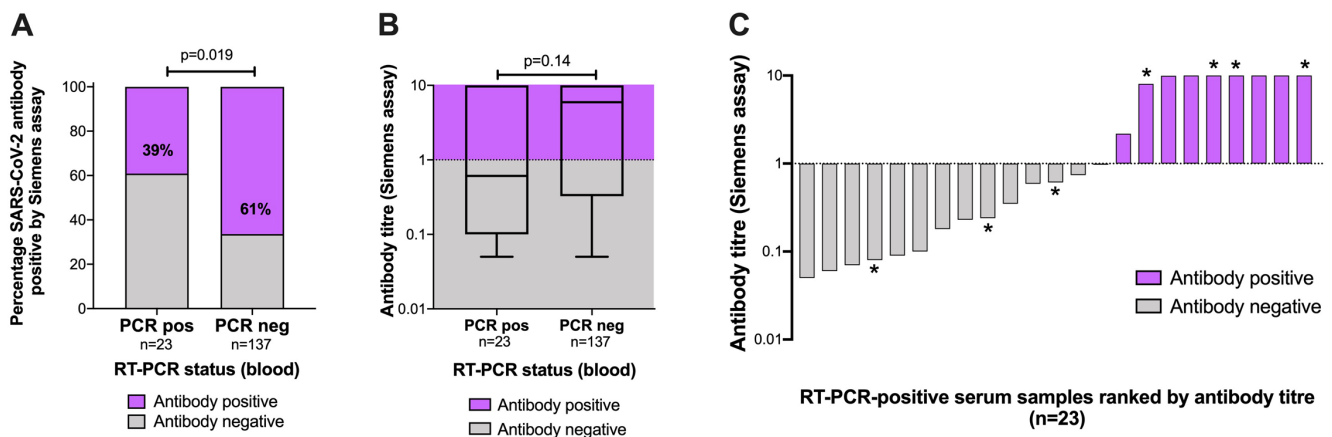 A
p=0.019
Percentage SARS-CoV-2 antibody
positive by Siemens assay
100
80
60
40
20
0
39%
61%
PCR pos
n=23
PCR neg
n=137
RT-PCR status (blood)
Antibody positive
Antibody negative
B
p=0.14
Antibody titre (Siemens assay)
10
1
0.1
0.01
PCR pos
n=23
PCR neg
n=137
RT-PCR status (blood)
Antibody positive
Antibody negative
C
Antibody titre (Siemens assay)
10
1
0.1
0.01
* * * *
* * *
Antibody positive
Antibody negative
RT-PCR-positive serum samples ranked by antibody titre
(n=23)